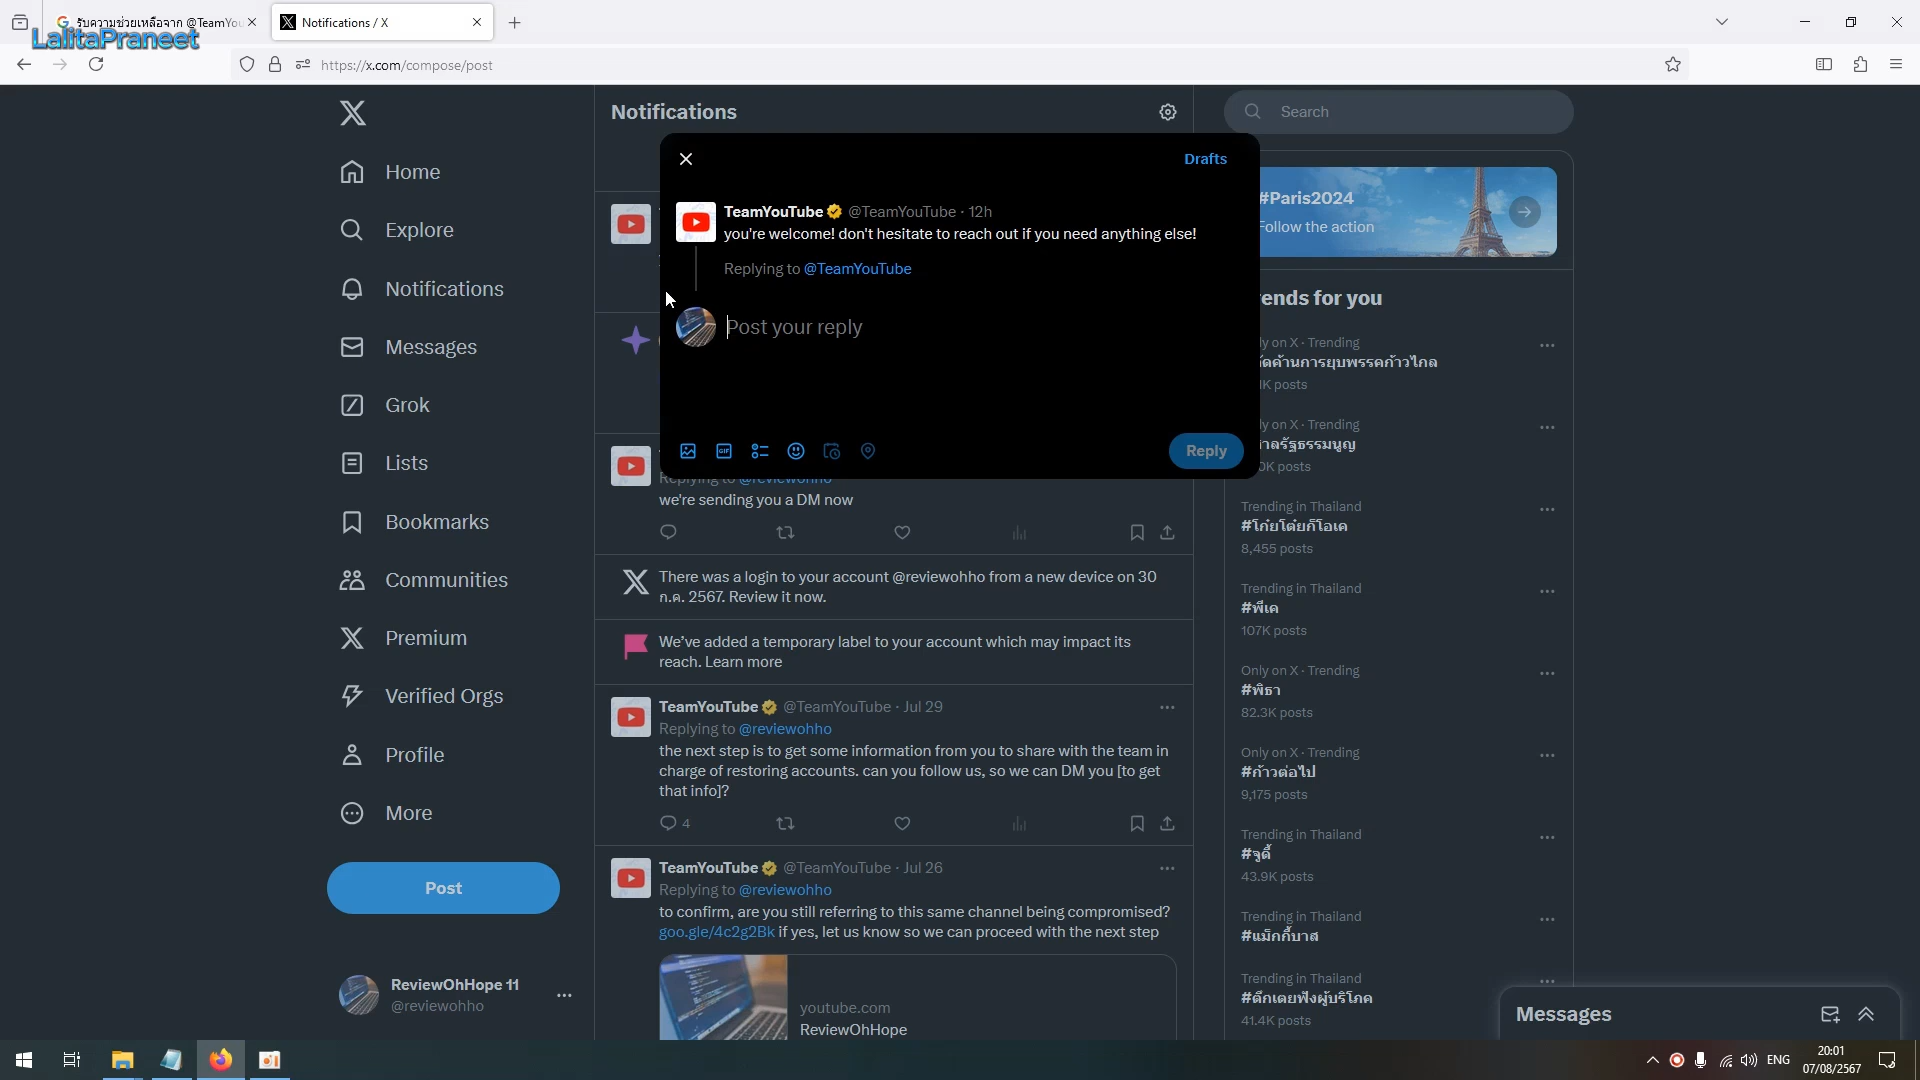 รับความช่วยเหลือจาก @TeamYou
Notifications / X
LalitaPraneet
https://x.com/compose/post
Home
Explore
Notifications
Messages
Grok
Lists
Bookmarks
Communities
Premium
Verified Orgs
Profile
More
Post
ReviewOhHope 11
@reviewohho
Notifications
Drafts
TeamYouTube @TeamYouTube · 12h
you're welcome! don't hesitate to reach out if you need anything else!
Replying to @TeamYouTube
Post your reply
GIF
Reply
Replying to @reviewohho
we're sending you a DM now
There was a login to your account @reviewohho from a new device on 30
ก.ค. 2567. Review it now.
We've added a temporary label to your account which may impact its
reach. Learn more
TeamYouTube @TeamYouTube · Jul 29
Replying to @reviewohho
the next step is to get some information from you to share with the team in
charge of restoring accounts. can you follow us, so we can DM you [to get
that info]?
4
TeamYouTube @TeamYouTube · Jul 26
Replying to @reviewohho
to confirm, are you still referring to this same channel being compromised?
goo.gle/4c2g2Bk if yes, let us know so we can proceed with the next step
youtube.com
ReviewOhHope
Search
#Paris2024
Follow the action
ends for you
ly on X · Trending
ัดค้านการยุบพรรคก้าวไกล
K posts
ly on X · Trending
าลรัฐธรรมนูญ
0K posts
Trending in Thailand
#โก๋ยโต๋ยก็โอเค
8,455 posts
Trending in Thailand
#พีเค
107K posts
Only on X · Trending
#พิธา
82.3K posts
Only on X · Trending
#ก้าวต่อไป
9,175 posts
Trending in Thailand
#จูดี้
43.9K posts
Trending in Thailand
#แม็กกี้บาส
Trending in Thailand
#ตึกเดยฟังผู้บริโภค
41.4K posts
Messages
ENG
20:01
07/08/2567